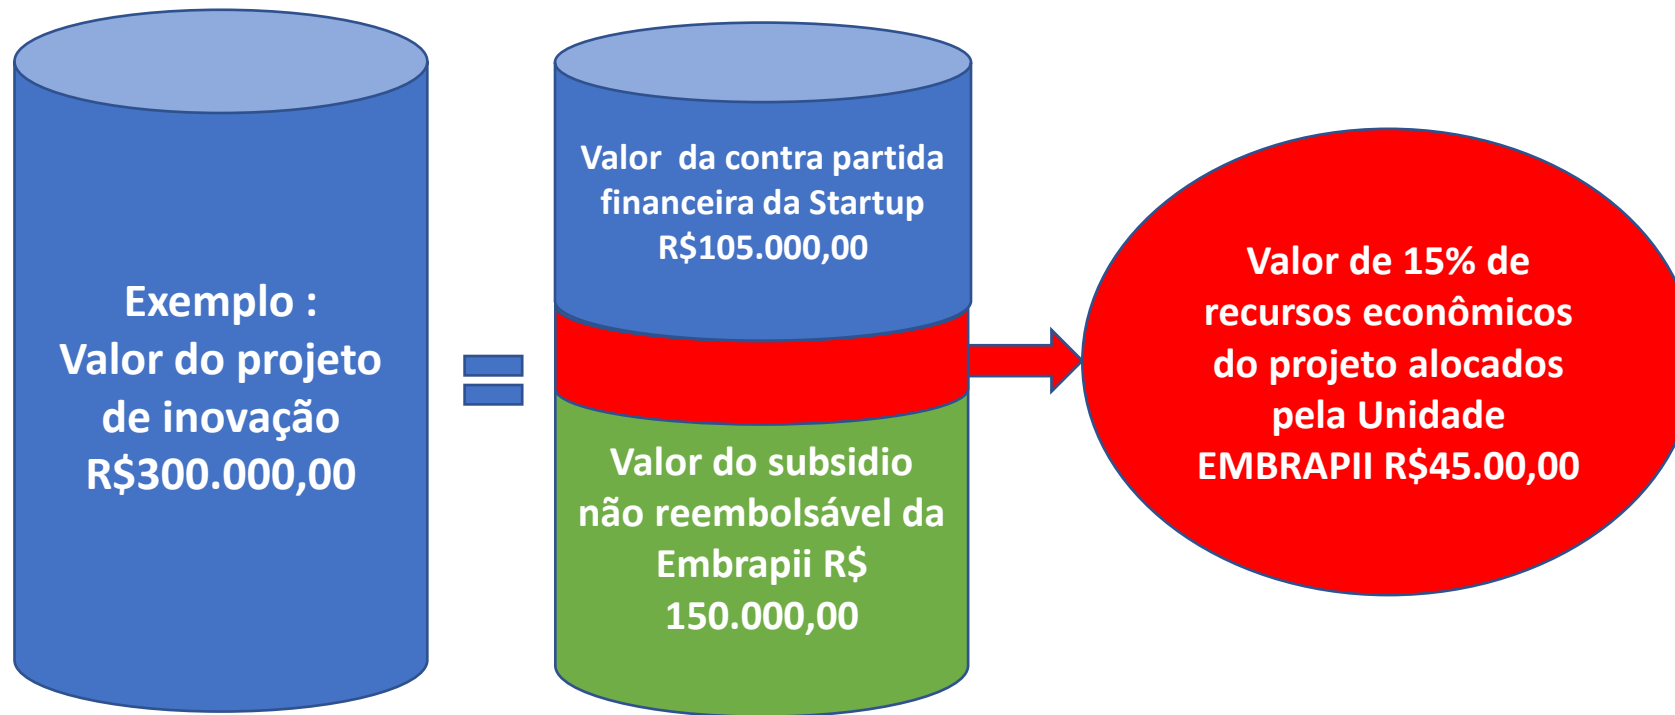 Exemplo :
Valor do projeto
de inovação
R$300.000,00
Valor  da contra partida
financeira da Startup
R$105.000,00
Valor do subsidio
não reembolsável da
Embrapii R$
150.000,00
Valor de 15% de
recursos econômicos
do projeto alocados
pela Unidade
EMBRAPII R$45.00,00